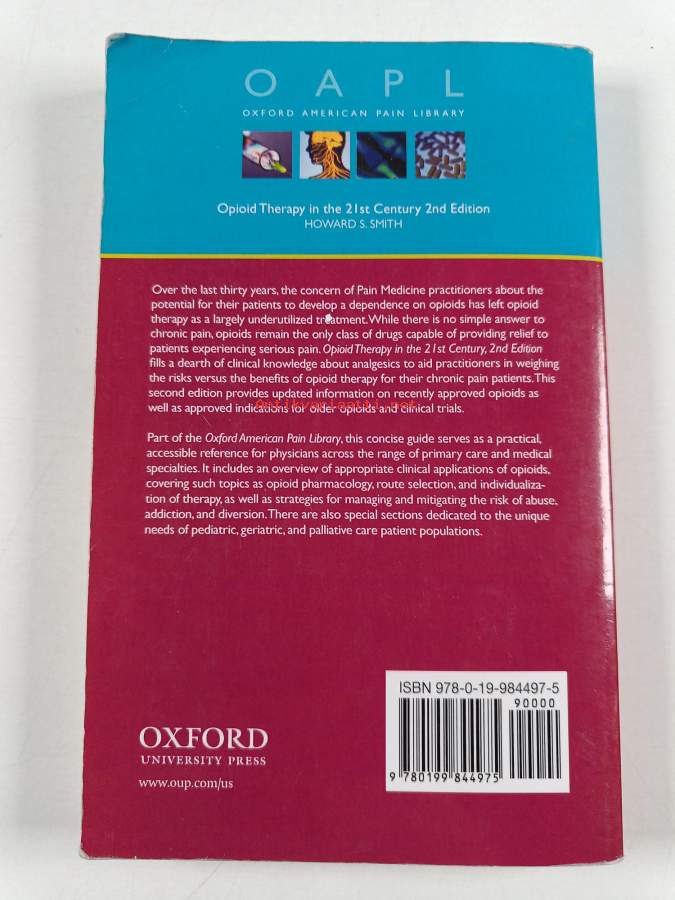 O A P L
OXFORD AMERICAN PAIN LIBRARY
Opioid Therapy in the 21st Century 2nd Edition
HOWARD S. SMITH
Over the last thirty years, the concern of Pain Medicine practitioners about the
potential for their patients to develop a dependence on opioids has left opioid
therapy as a largely underutilized treatment. While there is no simple answer to
chronic pain, opioids remain the only class of drugs capable of providing relief to
patients experiencing serious pain. Opioid Therapy in the 21st Century, 2nd Edition
fills a dearth of clinical knowledge about analgesics to aid practitioners in weighing
the risks versus the benefits of opioid therapy for their chronic pain patients. This
second edition provides updated information on recently approved opioids as
well as approved indications for older opioids and clinical trials.
Antikvariaatti.net
Part of the Oxford American Pain Library, this concise guide serves as a practical,
accessible reference for physicians across the range of primary care and medical
specialties. It includes an overview of appropriate clinical applications of opioids,
covering such topics as opioid pharmacology, route selection, and individualiza-
tion of therapy, as well as strategies for managing and mitigating the risk of abuse,
addiction, and diversion. There are also special sections dedicated to the unique
needs of pediatric, geriatric, and palliative care patient populations.
ISBN 978-0-19-984497-5
90000
9 780199 844975
OXFORD
UNIVERSITY PRESS
www.oup.com/us